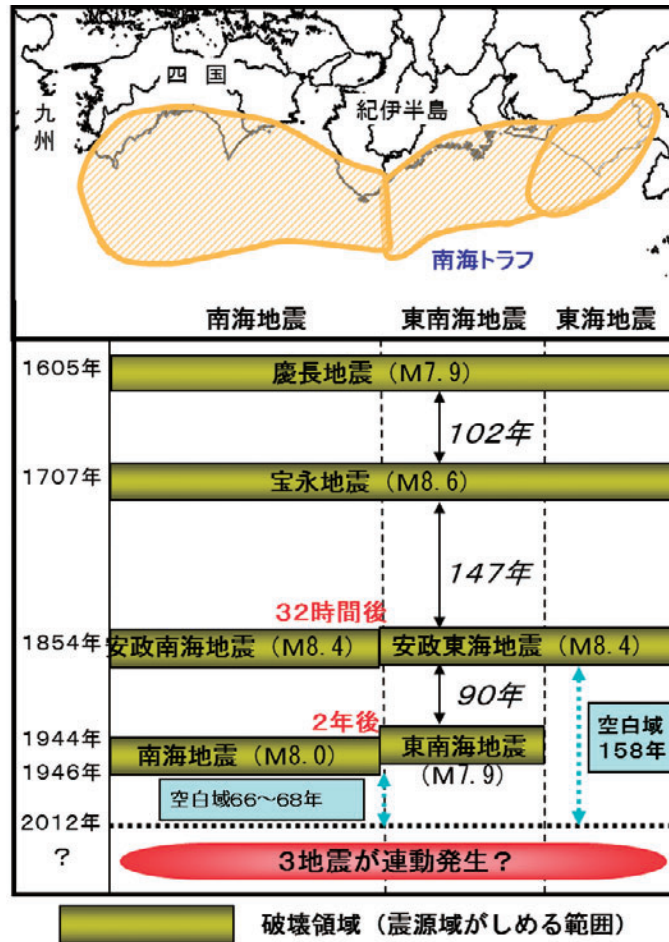 四国
九州
紀伊半島
南海トラフ
南海地震 東南海地震 東海地震
1605年 慶長地震（M7.9）
102年
1707年 宝永地震（M8.6）
147年
32時間後
1854年 安政南海地震（M8.4） 安政東海地震（M8.4）
90年
2年後
1944年 南海地震（M8.0） 東南海地震
（M7.9）
1946年
空白域
158年
空白域66～68年
2012年
？ 3地震が連動発生？
破壊領域（震源域がしめる範囲）